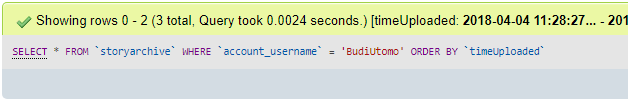 Showing rows 0 - 2 (3 total, Query took 0.0024 seconds.) [timeUploaded: 2018-04-04 11:28:27... - 201
SELECT * FROM `storyarchive` WHERE `account_username` = 'BudiUtomo' ORDER BY `timeUploaded`